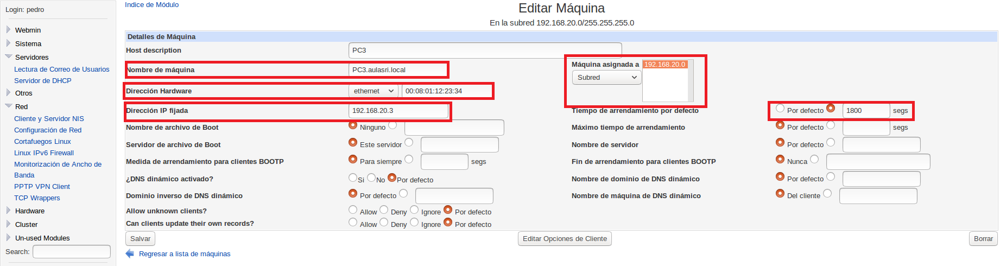 Login: pedro
Webmin
Sistema
Servidores
Lectura de Correo de Usuarios
Servidor de DHCP
Otros
Red
Cliente y Servidor NIS
Configuración de Red
Cortafuegos Linux
Linux IPv6 Firewall
Monitorización de Ancho de
Banda
PPTP VPN Client
TCP Wrappers
Hardware
Cluster
Un-used Modules
Search:
Indice de Módulo
Editar Máquina
En la subred 192.168.20.0/255.255.255.0
Detalles de Máquina
Host description PC3
Nombre de máquina PC3.aulasri.local Máquina asignada a 192.168.20.0
Subred
Dirección Hardware ethernet 00:08:01:12:23:34
Dirección IP fijada 192.168.20.3 Tiempo de arrendamiento por defecto Por defecto 1800 segs
Nombre de archivo de Boot Ninguno Máximo tiempo de arrendamiento Por defecto segs
Servidor de archivo de Boot Este servidor Nombre de servidor Por defecto
Medida de arrendamiento para clientes BOOTP Para siempre segs Fin de arrendamiento para clientes BOOTP Nunca
¿DNS dinámico activado? Si No Por defecto Nombre de dominio de DNS dinámico Por defecto
Dominio inverso de DNS dinámico Por defecto Nombre de máquina de DNS dinámico Del cliente
Allow unknown clients? Allow Deny Ignore Por defecto
Can clients update their own records? Allow Deny Ignore Por defecto
Salvar Editar Opciones de Cliente Borrar
Regresar a lista de máquinas